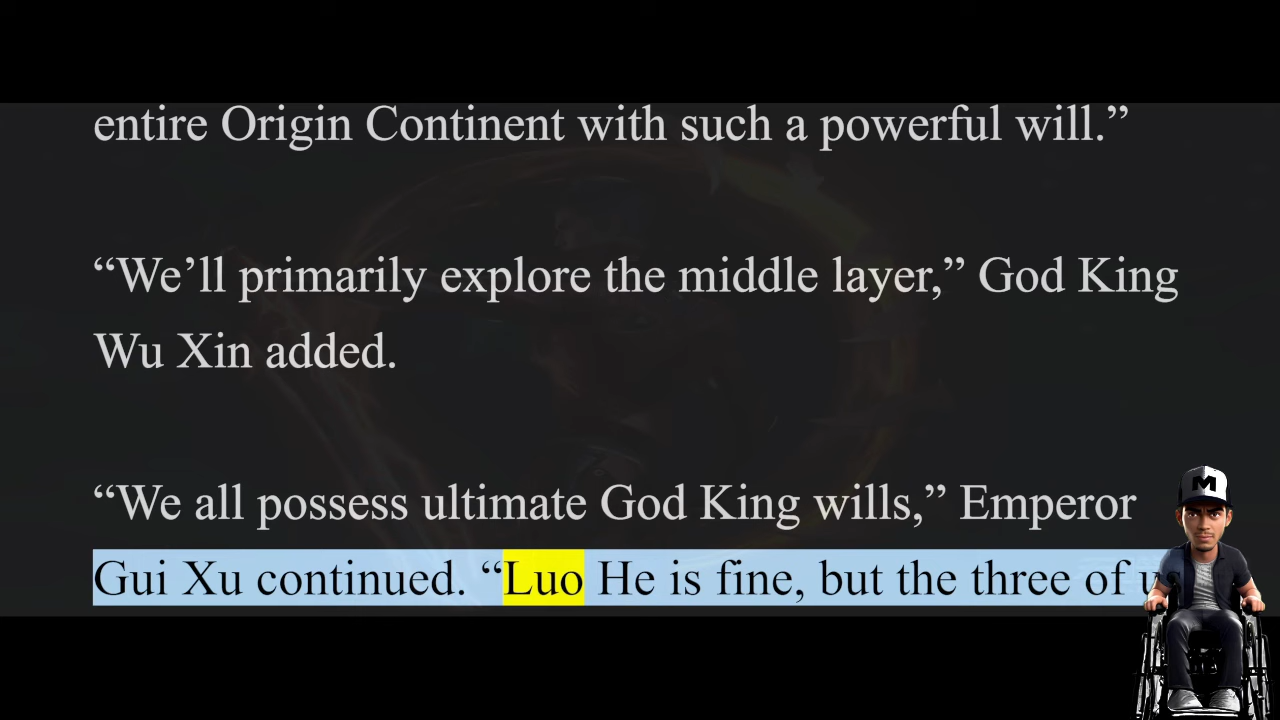 entire Origin Continent with such a powerful will.”
“We’ll primarily explore the middle layer,” God King
Wu Xin added.
“We all possess ultimate God King wills,” Emperor
Gui Xu continued. “Luo He is fine, but the three of us
M